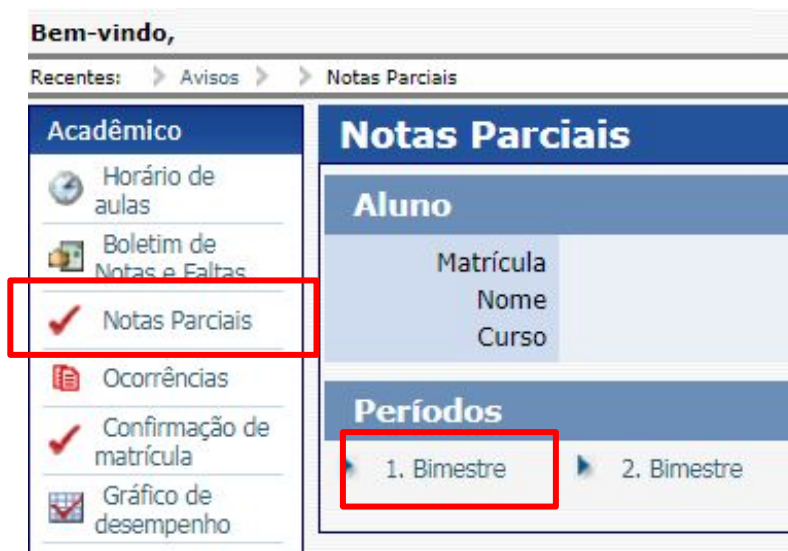 Bem-vindo,
Recentes: Avisos Notas Parciais
Acadêmico
Horário de
aulas
Boletim de
Notas e Faltas
Notas Parciais
Ocorrências
Confirmação de
matrícula
Gráfico de
desempenho
Notas Parciais
Aluno
Matrícula
Nome
Curso
Períodos
1. Bimestre 2. Bimestre